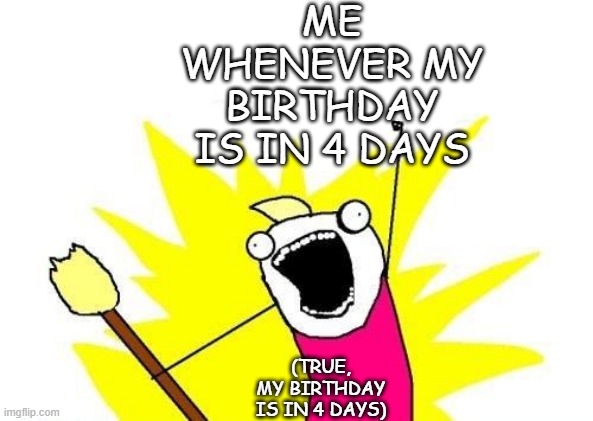 ME
WHENEVER MY
BIRTHDAY
IS IN 4 DAYS
(TRUE,
MY BIRTHDAY
IS IN 4 DAYS)
imgflip.com